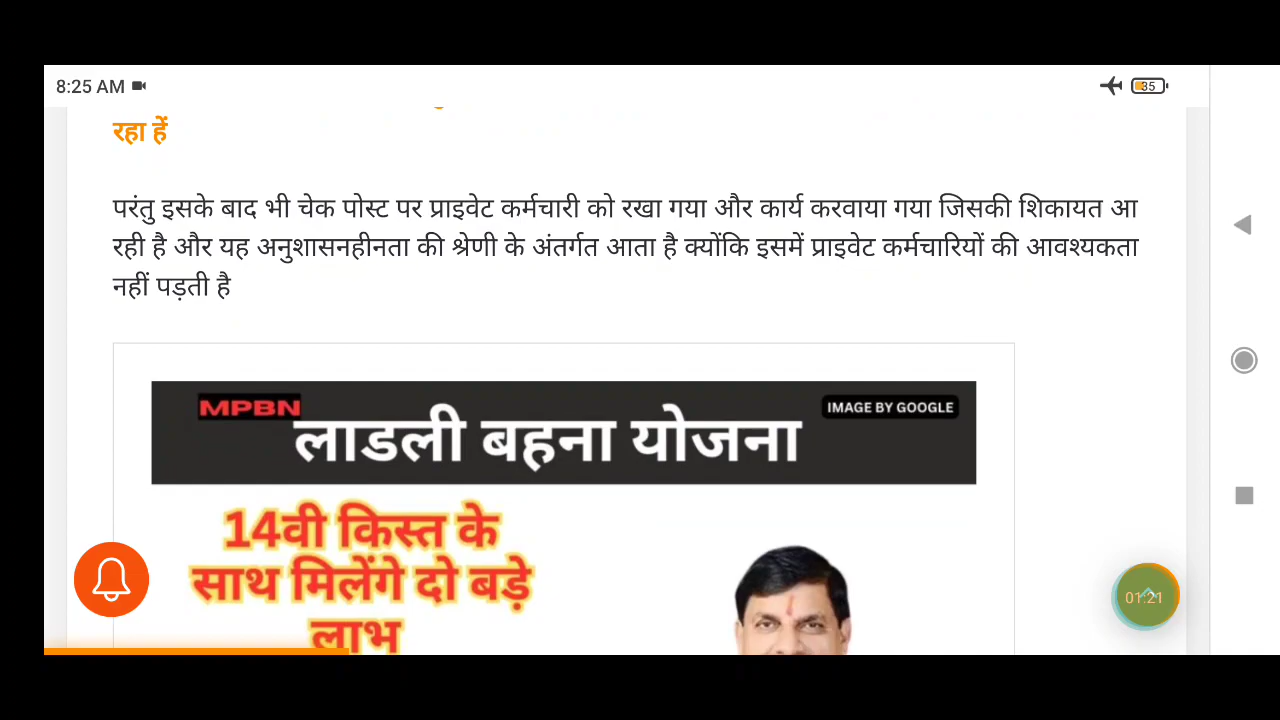 8:25 AM
35
रहा हें
परंतु इसके बाद भी चेक पोस्ट पर प्राइवेट कर्मचारी को रखा गया और कार्य करवाया गया जिसकी शिकायत आ
रही है और यह अनुशासनहीनता की श्रेणी के अंतर्गत आता है क्योंकि इसमें प्राइवेट कर्मचारियों की आवश्यकता
नहीं पड़ती है
MPBN
IMAGE BY GOOGLE
लाडली बहना योजना
14वी किस्त के
साथ मिलेंगे दो बड़े
लाभ
01:21